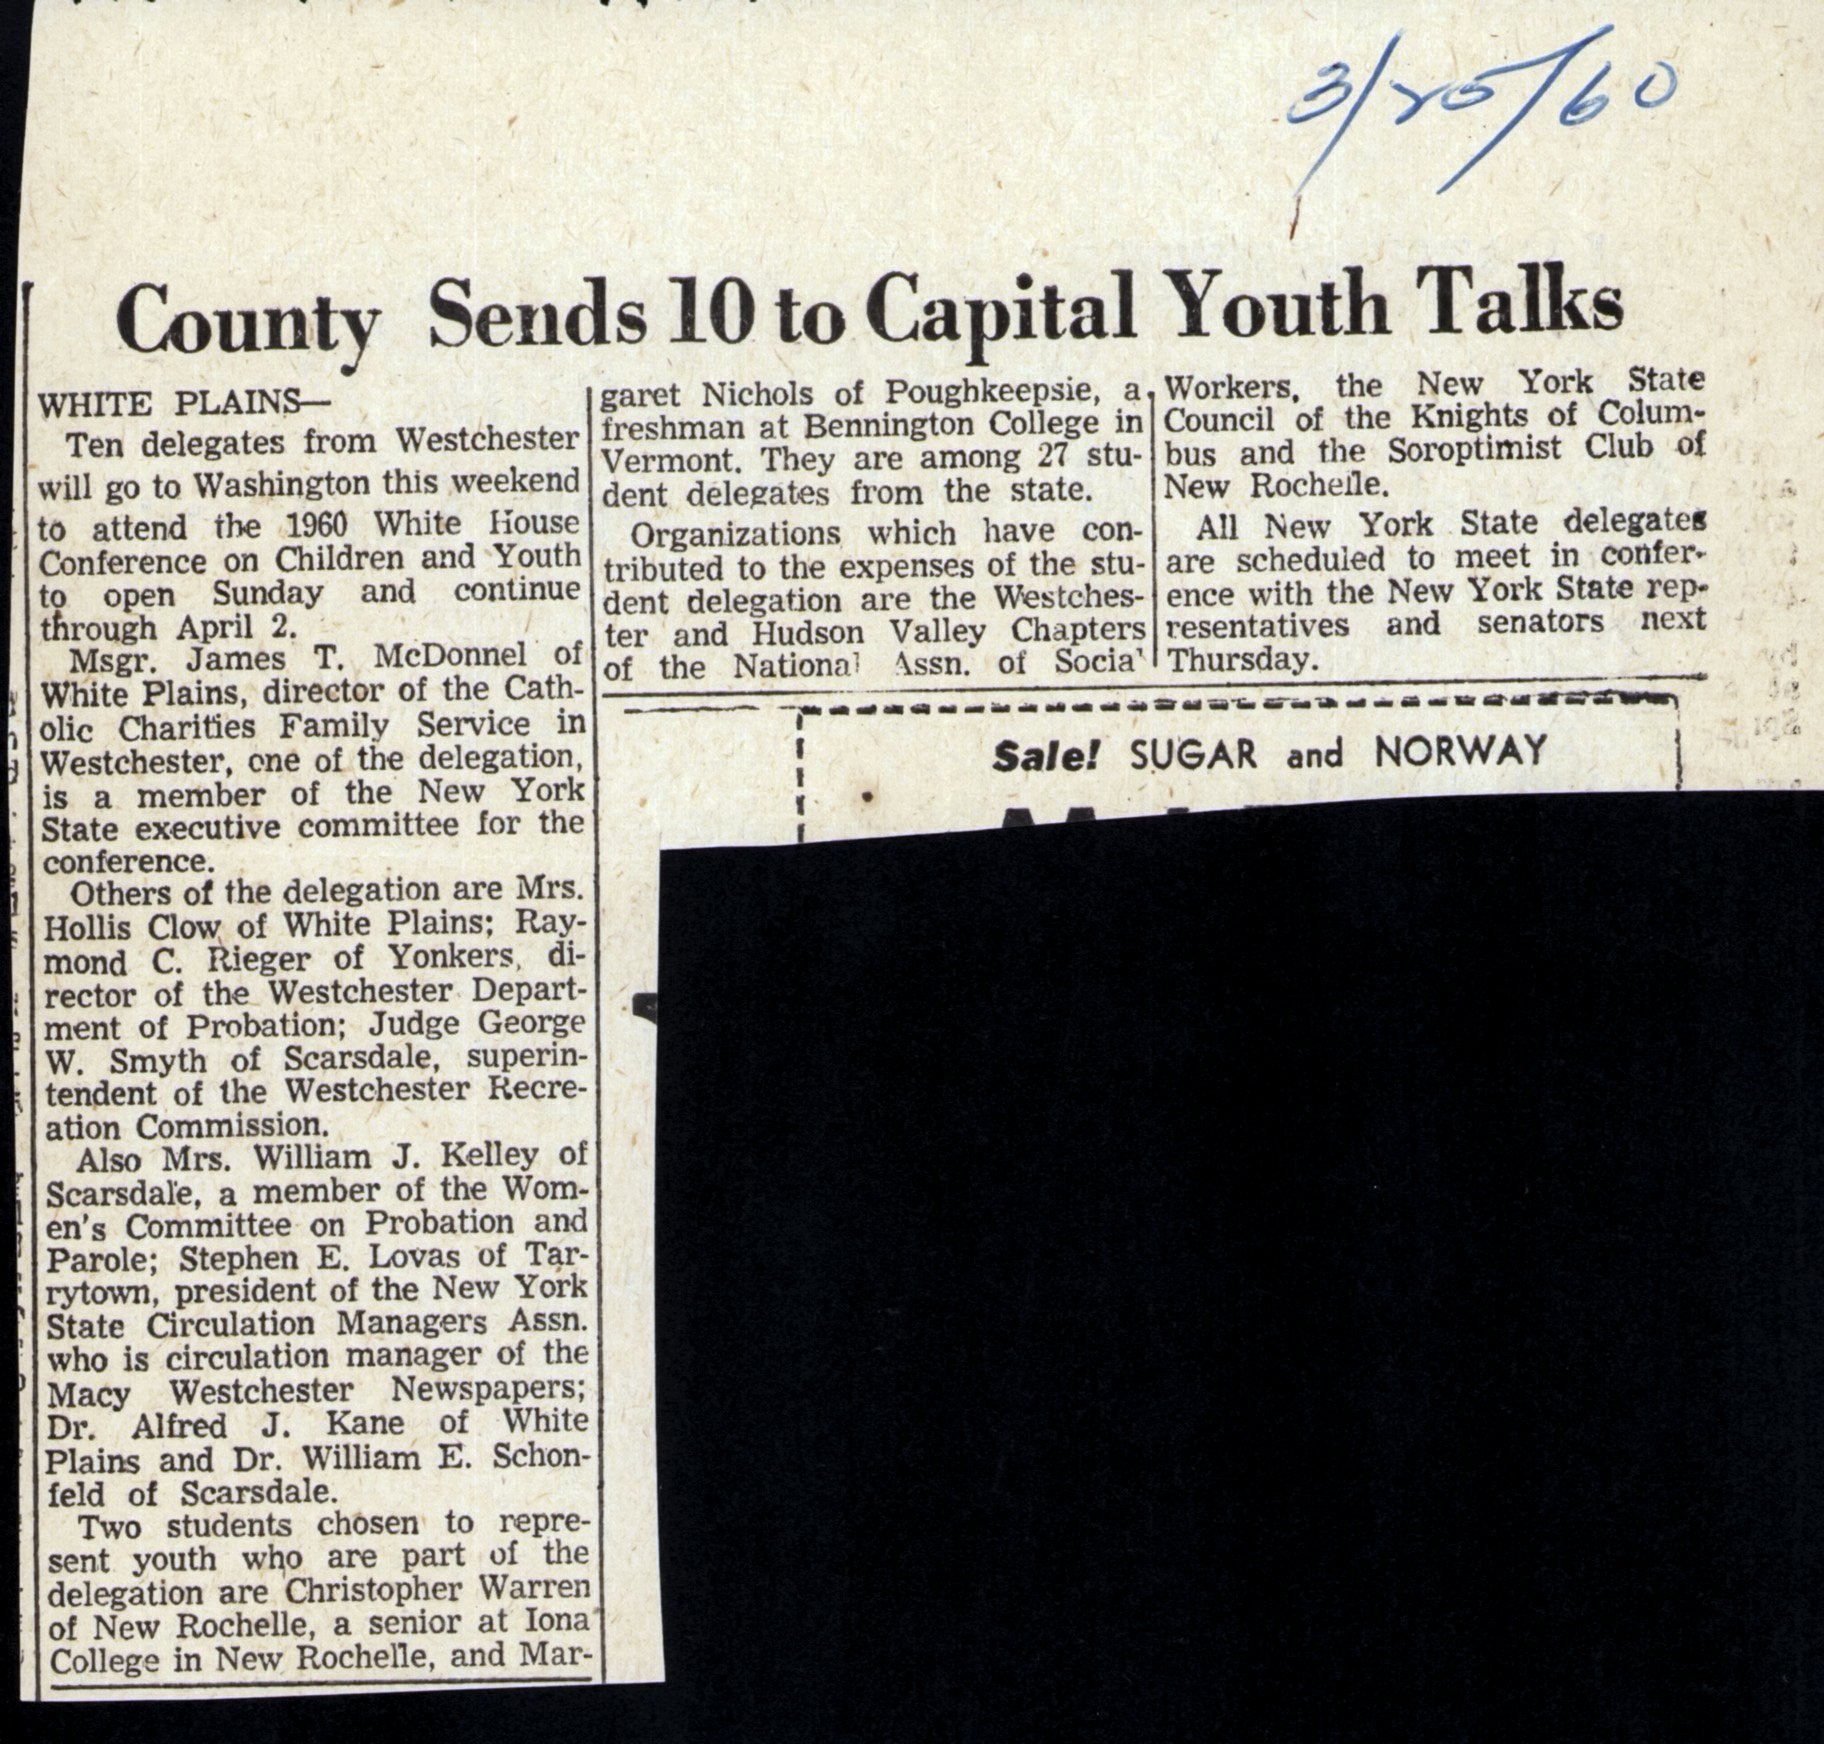 3/25/60
County Sends 10 to Capital Youth Talks
WHITE PLAINS—
Ten delegates from Westchester
will go to Washington this weekend
to attend the 1960 White House
Conference on Children and Youth
to open Sunday and continue
through April 2.
Msgr. James T. McDonnel of
White Plains, director of the Cath-
olic Charities Family Service in
Westchester, one of the delegation,
is a member of the New York
State executive committee for the
conference.
Others of the delegation are Mrs.
Hollis Clow of White Plains; Ray-
mond C. Rieger of Yonkers, di-
rector of the Westchester Depart-
ment of Probation; Judge George
W. Smyth of Scarsdale, superin-
tendent of the Westchester Recre-
ation Commission.
Also Mrs. William J. Kelley of
Scarsdale, a member of the Wom-
en's Committee on Probation and
Parole; Stephen E. Lovas of Tar-
rytown, president of the New York
State Circulation Managers Assn.
who is circulation manager of the
Macy Westchester Newspapers;
Dr. Alfred J. Kane of White
Plains and Dr. William E. Schon-
feld of Scarsdale.
Two students chosen to repre-
sent youth who are part of the
delegation are Christopher Warren
of New Rochelle, a senior at Iona
College in New Rochelle, and Mar-
garet Nichols of Poughkeepsie, a
freshman at Bennington College in
Vermont. They are among 27 stu-
dent delegates from the state.
Organizations which have con-
tributed to the expenses of the stu-
dent delegation are the Westches-
ter and Hudson Valley Chapters
of the National Assn. of Social
Workers, the New York State
Council of the Knights of Colum-
bus and the Soroptimist Club of
New Rochelle.
All New York State delegates
are scheduled to meet in confer-
ence with the New York State rep-
resentatives and senators next
Thursday.
Sale! SUGAR and NORWAY